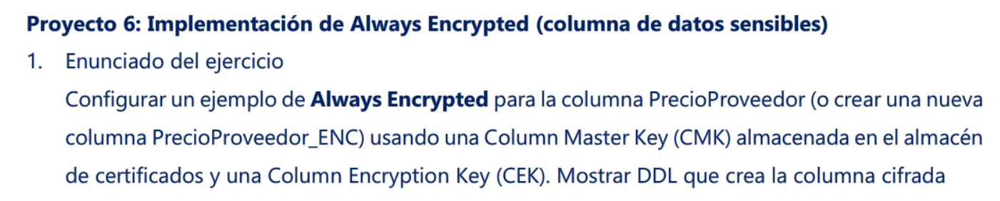 Proyecto 6: Implementación de Always Encrypted (columna de datos sensibles)
1. Enunciado del ejercicio
Configurar un ejemplo de Always Encrypted para la columna PrecioProveedor (o crear una nueva
columna PrecioProveedor_ENC) usando una Column Master Key (CMK) almacenada en el almacén
de certificados y una Column Encryption Key (CEK). Mostrar DDL que crea la columna cifrada